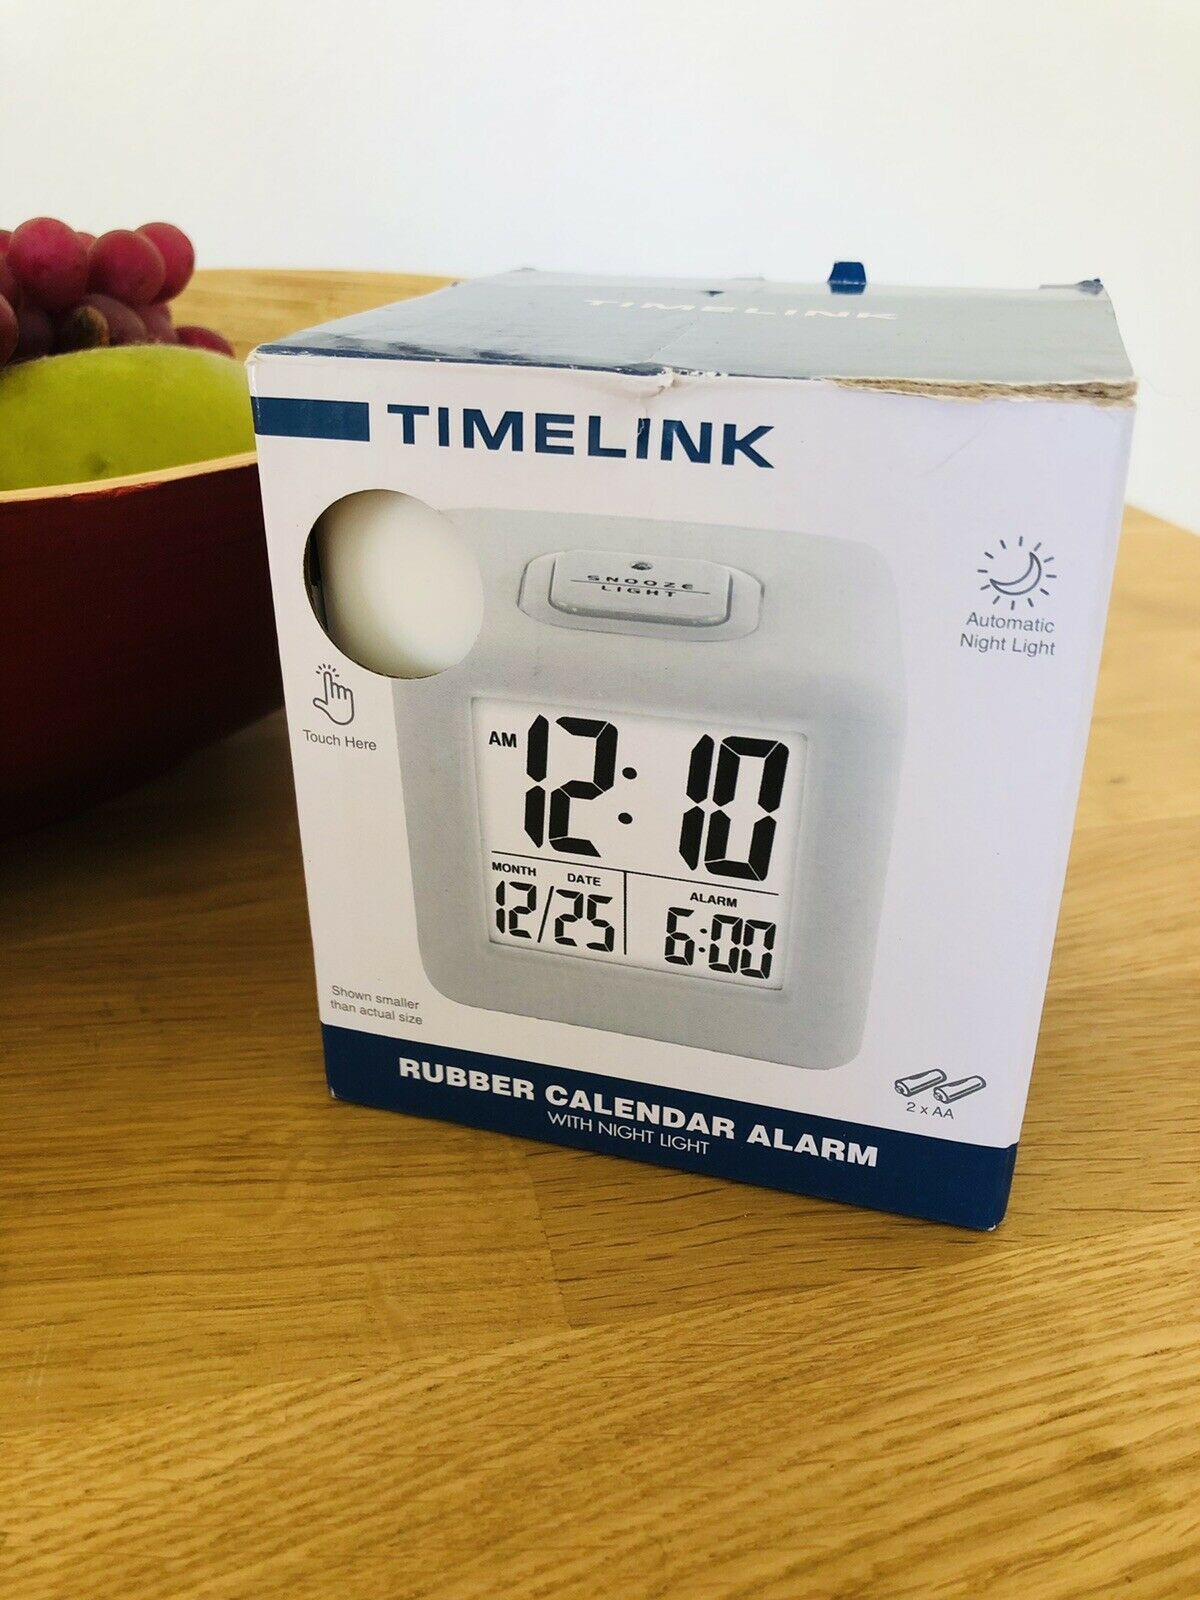 TIMELINK
TIMELINK
Automatic
Night Light
SNOOZE
LIGHT
Touch Here
AM 12:10
MONTH DATE
12/25
ALARM
6:00
Shown smaller
than actual size
2 x AA
RUBBER CALENDAR ALARM
WITH NIGHT LIGHT